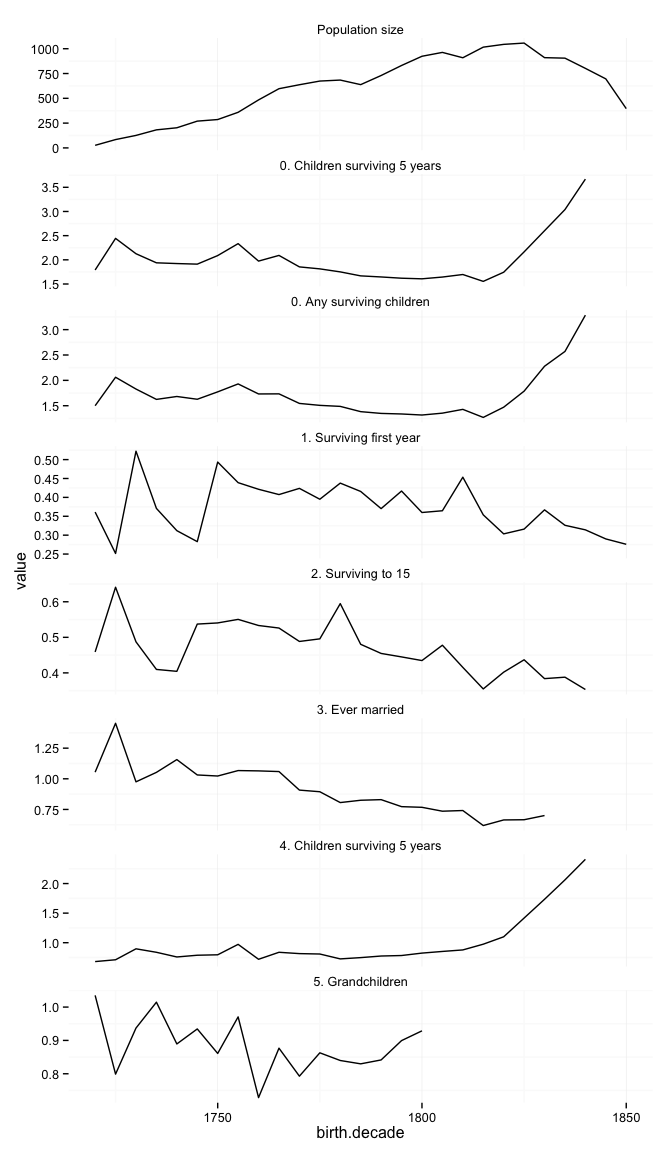 Population size
1000
750
500
250
0
0. Children surviving 5 years
3.5
3.0
2.5
2.0
1.5
0. Any surviving children
3.0
2.5
2.0
1.5
1. Surviving first year
0.50
0.45
0.40
0.35
0.30
0.25
value
2. Surviving to 15
0.6
0.5
0.4
3. Ever married
1.25
1.00
0.75
4. Children surviving 5 years
2.0
1.5
1.0
5. Grandchildren
1.0
0.9
0.8
1750 1800 1850
birth.decade